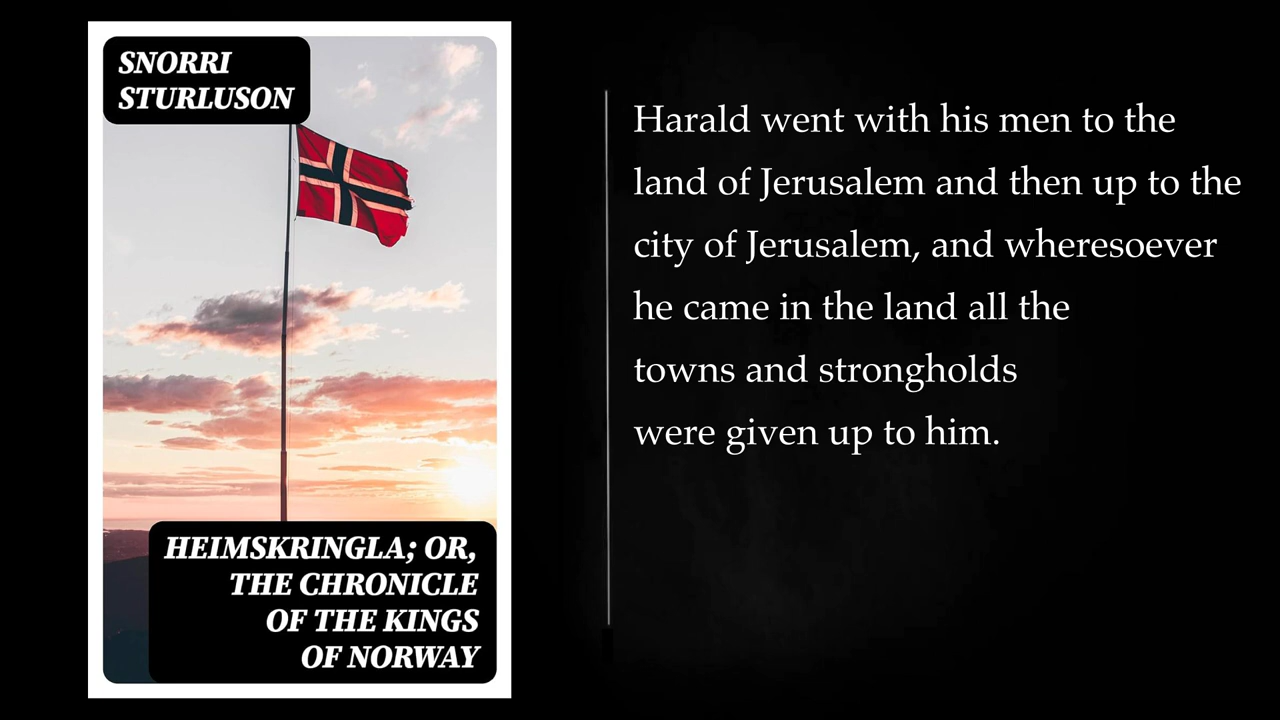 SNORRI
STURLUSON
HEIMSKRINGLA; OR,
THE CHRONICLE
OF THE KINGS
OF NORWAY
Harald went with his men to the
land of Jerusalem and then up to the
city of Jerusalem, and wheresoever
he came in the land all the
towns and strongholds
were given up to him.